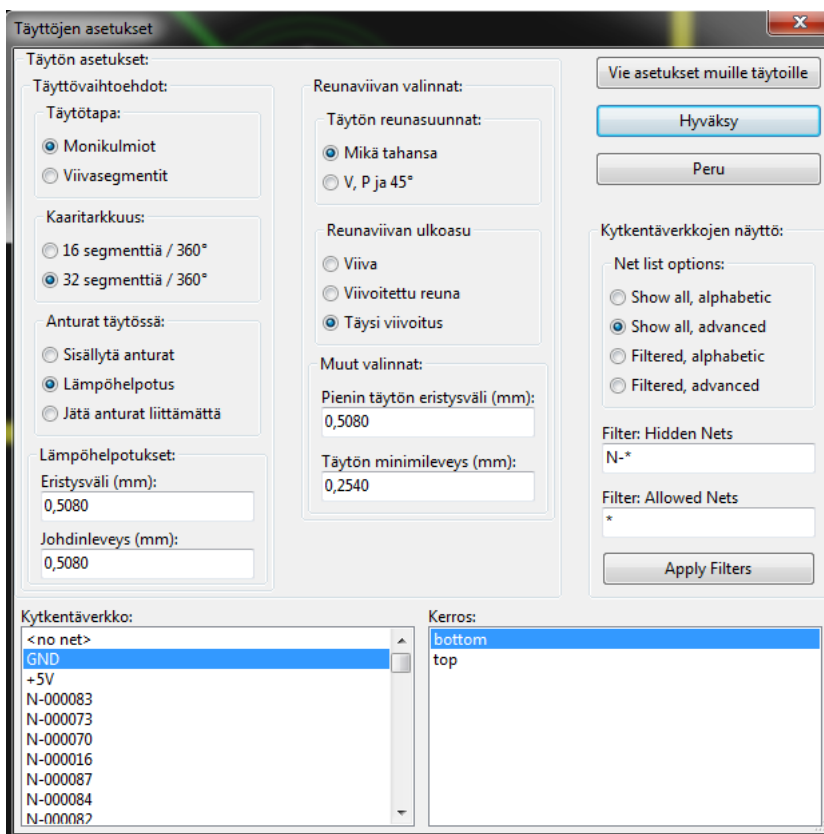 Täyttöjen asetukset
Täytön asetukset:
Täyttövaihtoehdot:
Täytötapa:
Monikulmiot
Viivasegmentit
Kaaritarkkuus:
16 segmenttiä / 360°
32 segmenttiä / 360°
Anturat täytössä:
Sisällytä anturat
Lämpöhelpotus
Jätä anturat liittämättä
Lämpöhelpotukset:
Eristysväli (mm):
0,5080
Johdinleveys (mm):
0,5080
Reunaviivan valinnat:
Täytön reunasuunnat:
Mikä tahansa
V, P ja 45°
Reunaviivan ulkoasu
Viiva
Viivoitettu reuna
Täysi viivoitus
Muut valinnat:
Pienin täytön eristysväli (mm):
0,5080
Täytön minimileveys (mm):
0,2540
Vie asetukset muille täytoille
Hyväksy
Peru
Kytkentäverkkojen näyttö:
Net list options:
Show all, alphabetic
Show all, advanced
Filtered, alphabetic
Filtered, advanced
Filter: Hidden Nets
N-*
Filter: Allowed Nets
*
Apply Filters
Kytkentäverkko:
<no net>
GND
+5V
N-000083
N-000073
N-000070
N-000016
N-000087
N-000084
N-000082
Kerros:
bottom
top